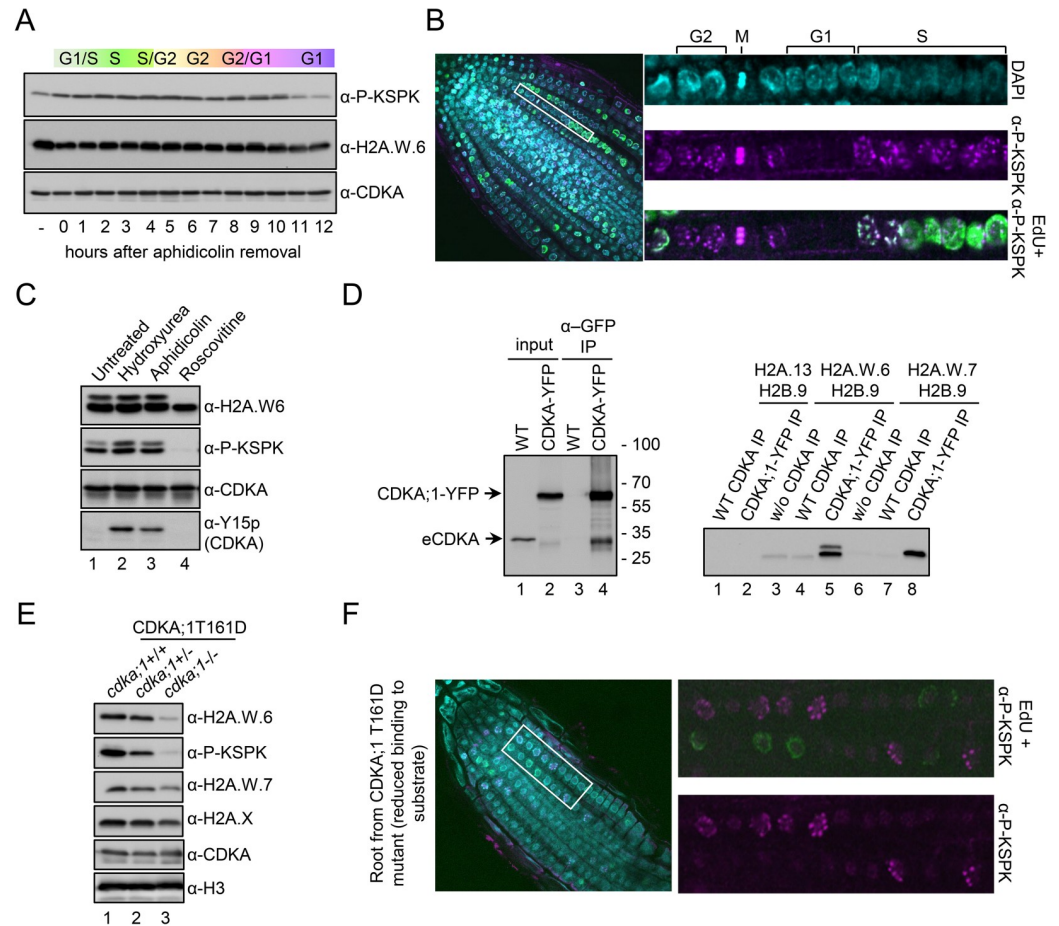 A
G1/S S S/G2 G2 G2/G1 G1
α-P-KSPK
α-H2A.W.6
α-CDKA
- 0 1 2 3 4 5 6 7 8 9 10 11 12
hours after aphidicolin removal
B
G2 M G1 S
DAPI
α-P-KSPK
EdU+
α-P-KSPK
C
Untreated
Hydroxyurea
Aphidicolin
Roscovitine
α-H2A.W6
α-P-KSPK
α-CDKA
α-Y15p
(CDKA)
1 2 3 4
D
α–GFP
input IP
WT
CDKA-YFP
WT
CDKA-YFP
- 100
- 70
- 55
- 35
- 25
CDKA;1-YFP
eCDKA
1 2 3 4
H2A.13 H2A.W.6 H2A.W.7
H2B.9 H2B.9 H2B.9
WT CDKA IP
CDKA;1-YFP IP
w/o CDKA IP
WT CDKA IP
CDKA;1-YFP IP
w/o CDKA IP
WT CDKA IP
CDKA;1-YFP IP
1 2 3 4 5 6 7 8
E
CDKA;1T161D
cdka;1+/+
cdka;1+/-
cdka;1-/-
α-H2A.W.6
α-P-KSPK
α-H2A.W.7
α-H2A.X
α-CDKA
α-H3
1 2 3
F
Root from CDKA;1 T161D
mutant (reduced binding to
substrate)
EdU +
α-P-KSPK
α-P-KSPK